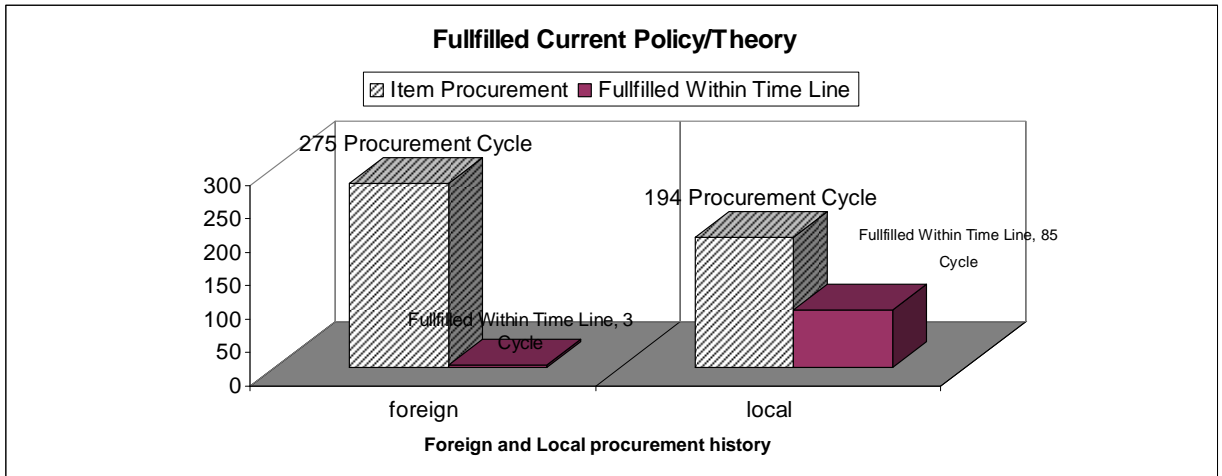 Fullfilled Current Policy/Theory
Item Procurement Fullfilled Within Time Line
275 Procurement Cycle
194 Procurement Cycle
Fullfilled Within Time Line, 85
Cycle
Fullfilled Within Time Line, 3
Cycle
300
250
200
150
100
50
0
foreign local
Foreign and Local procurement history